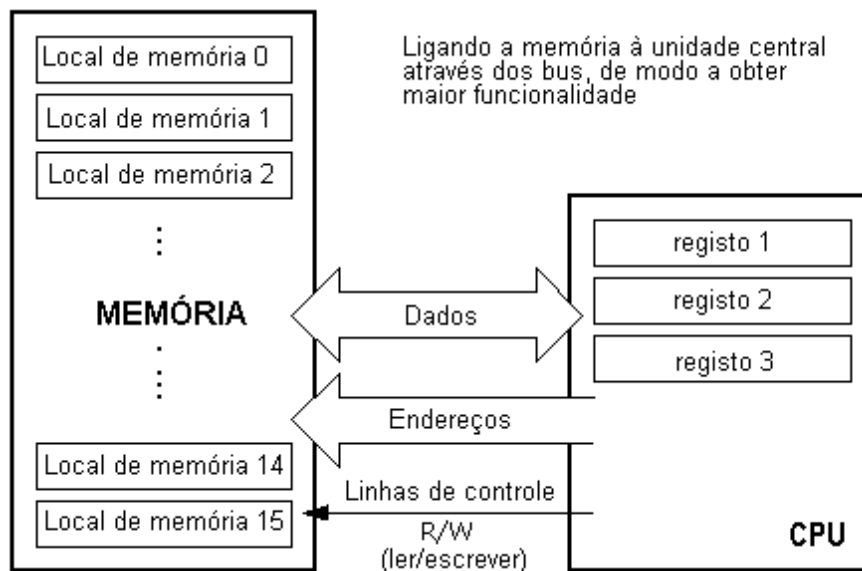 Local de memória 0
Local de memória 1
Local de memória 2
MEMÓRIA
Local de memória 14
Local de memória 15
Ligando a memória à unidade central
através dos bus, de modo a obter
maior funcionalidade
Dados
Endereços
Linhas de controle
R/W
(ler/escrever)
registo 1
registo 2
registo 3
CPU